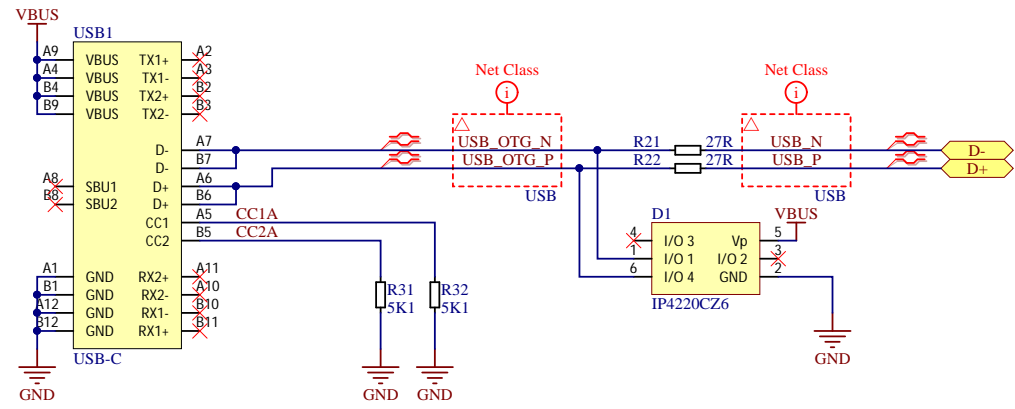 VBUS
USB1
A9 VBUS TX1+ A2
A4 VBUS TX1- A3
B4 VBUS TX2+ B2
B9 VBUS TX2- B3
D- A7
D- B7
A8 SBU1 D+ A6
B8 SBU2 D+ B6
CC1 A5 CC1A
CC2 B5 CC2A
A1 GND RX2+ A11
B1 GND RX2- A10
A12 GND RX1- B10
B12 GND RX1+ B11
USB-C
GND
R31
5K1
GND
R32
5K1
GND
Net Class
i
USB_OTG_N
USB_OTG_P
USB
R21 27R
R22 27R
Net Class
i
USB_N
USB_P
USB
D-
D+
D1
VBUS
4 I/O 3 Vp 5
1 I/O 1 I/O 2 3
6 I/O 4 GND 2
IP4220CZ6
GND